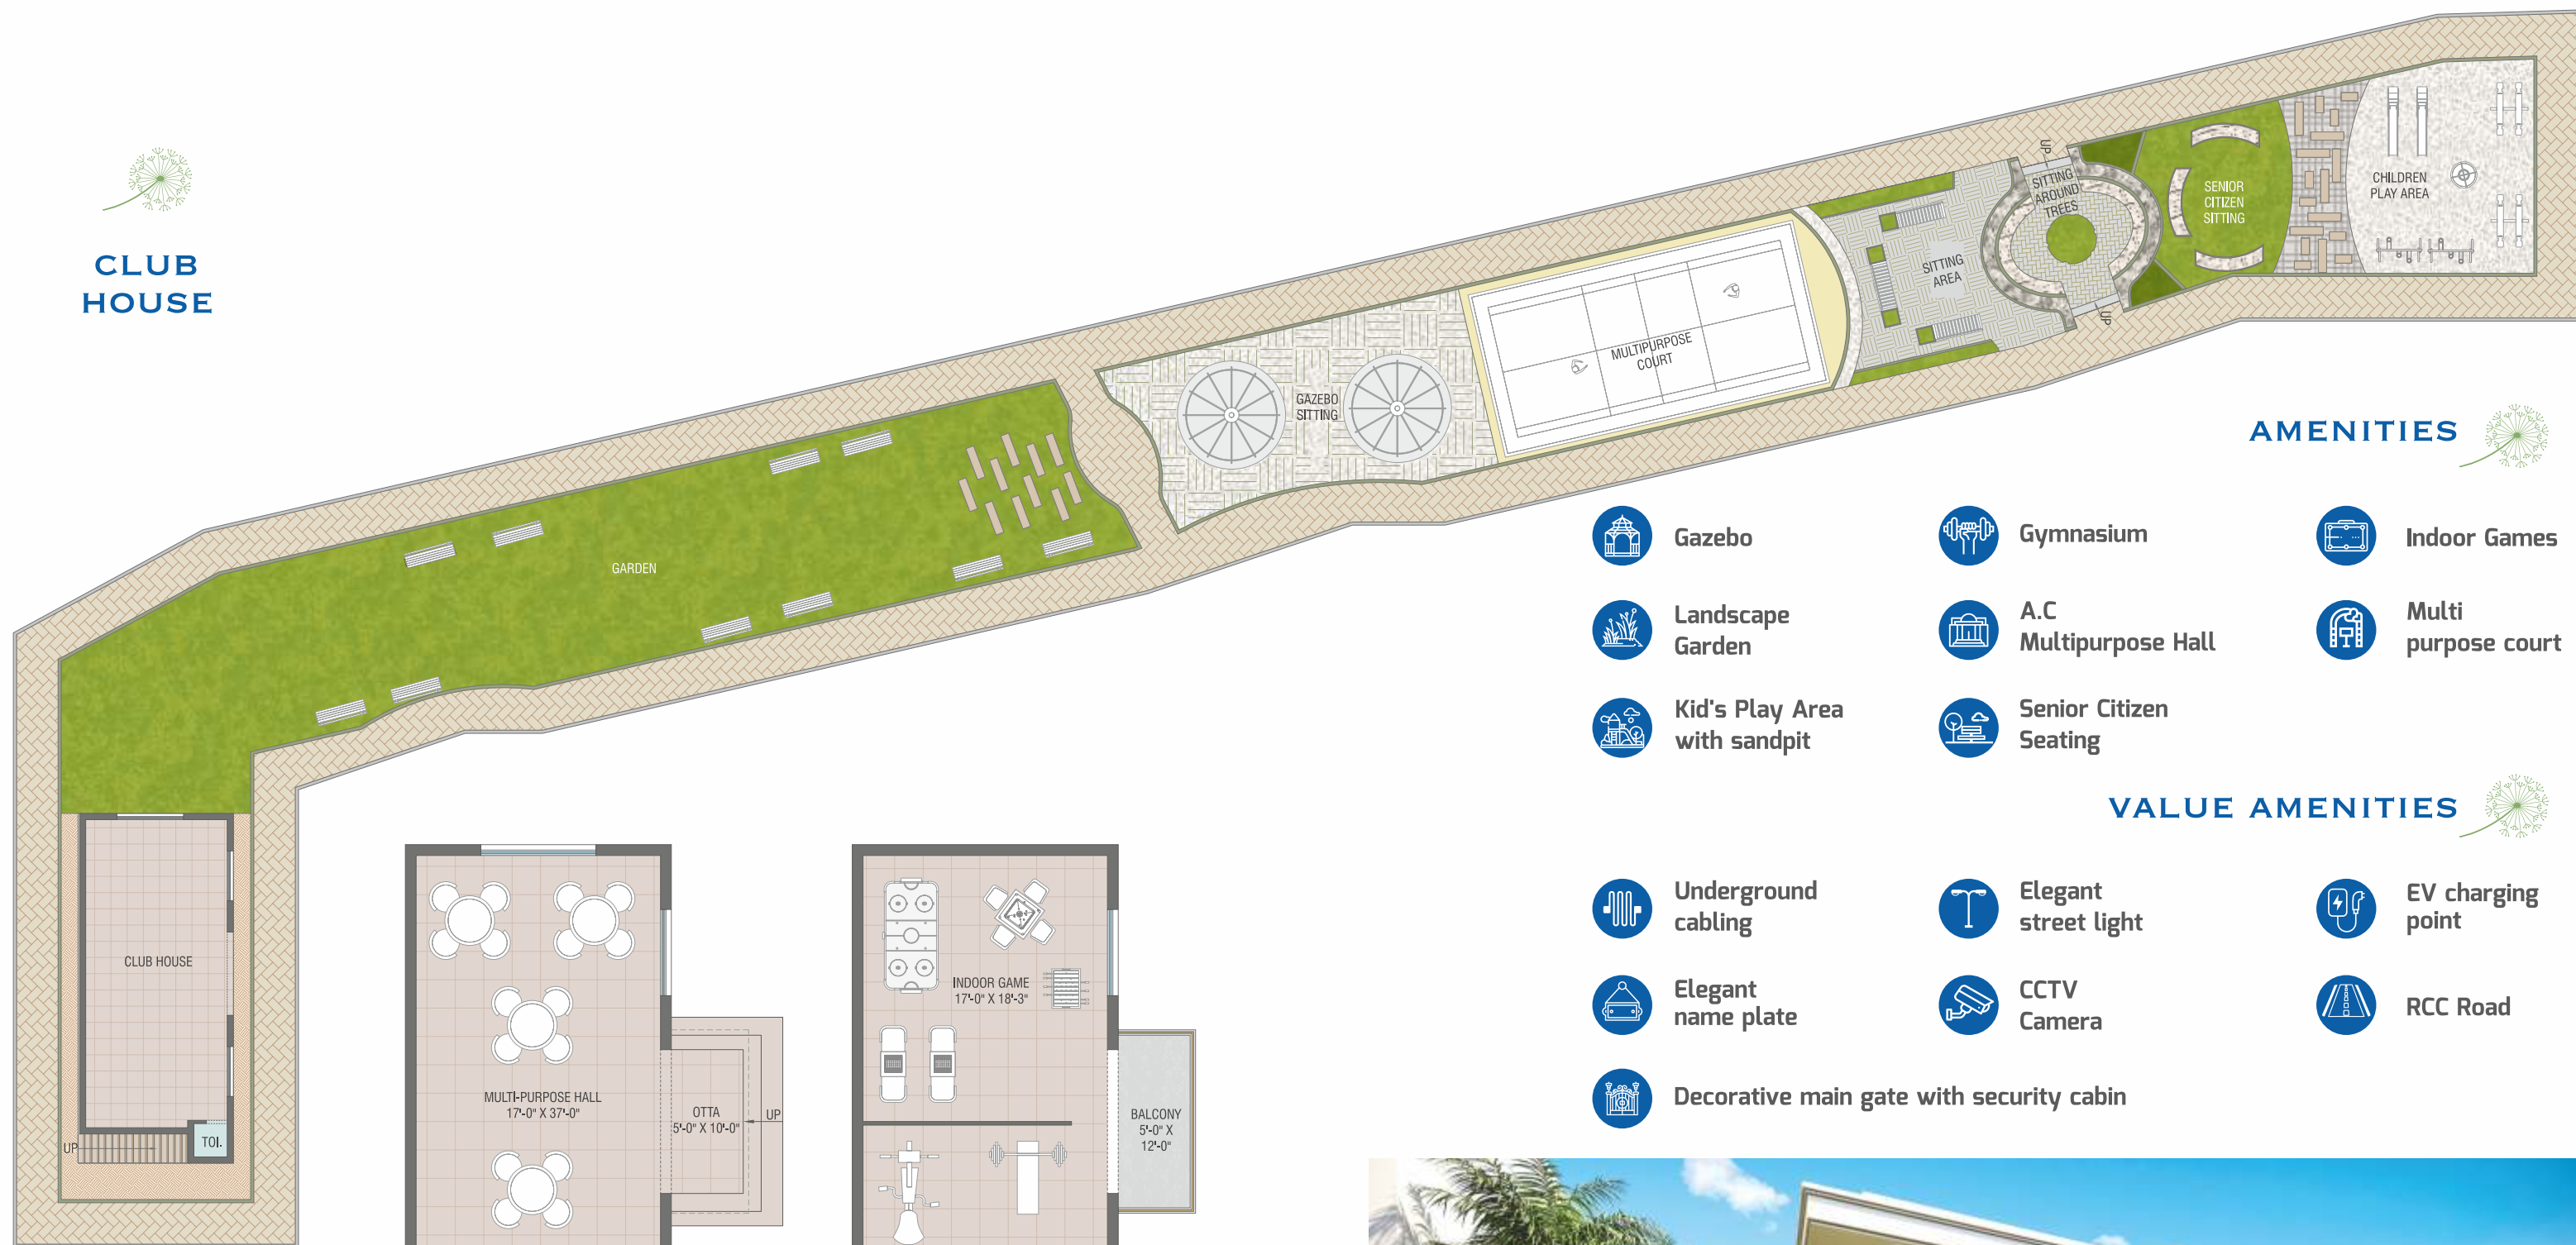 CLUB
HOUSE
UP
SITTING
AROUND
TREES
UP
SENIOR
CITIZEN
SITTING
CHILDREN
PLAY AREA
SITTING
AREA
MULTIPURPOSE
COURT
GAZEBO
SITTING
GARDEN
CLUB HOUSE
UP
TOI.
MULTI-PURPOSE HALL
17'-0" X 37'-0"
OTTA
5'-0" X 10'-0"
UP
INDOOR GAME
17'-0" X 18'-3"
BALCONY
5'-0" X
12'-0"
AMENITIES
Gazebo
Gymnasium
Indoor Games
Landscape
Garden
A.C
Multipurpose Hall
Multi
purpose court
Kid's Play Area
with sandpit
Senior Citizen
Seating
VALUE AMENITIES
Underground
cabling
Elegant
street light
EV charging
point
Elegant
name plate
CCTV
Camera
RCC Road
Decorative main gate with security cabin